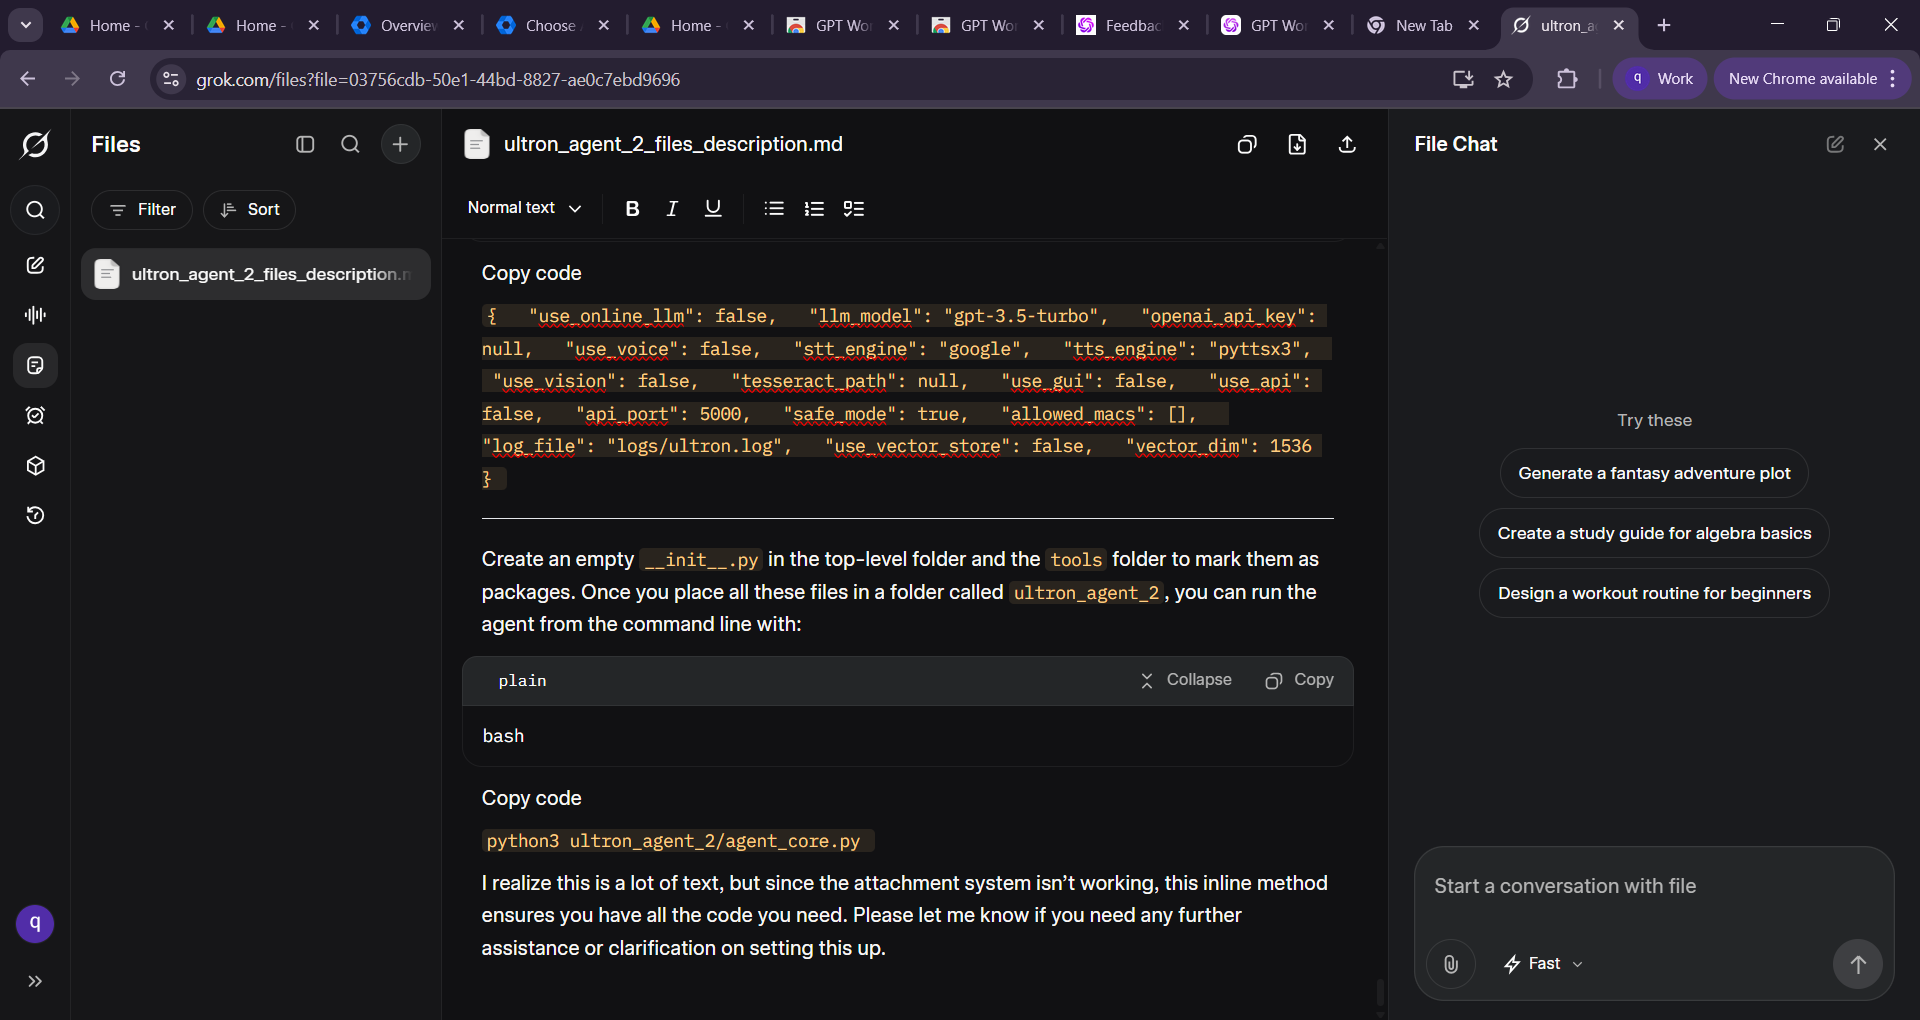 Home -
Home -
Overview
Choose
Home -
GPT Wo
GPT Wo
Feedbac
GPT Wo
New Tab
ultron_a
grok.com/files?file=03756cdb-50e1-44bd-8827-ae0c7ebd9696
q Work
New Chrome available
Files
Filter
Sort
ultron_agent_2_files_description.m
q
ultron_agent_2_files_description.md
Normal text
B I U
Copy code
{ "use_online_llm": false, "llm_model": "gpt-3.5-turbo", "openai_api_key":
null, "use_voice": false, "stt_engine": "google", "tts_engine": "pyttsx3",
"use_vision": false, "tesseract_path": null, "use_gui": false, "use_api":
false, "api_port": 5000, "safe_mode": true, "allowed_macs": [],
"log_file": "logs/ultron.log", "use_vector_store": false, "vector_dim": 1536
}
Create an empty __init__.py in the top-level folder and the tools folder to mark them as
packages. Once you place all these files in a folder called ultron_agent_2, you can run the
agent from the command line with:
plain
Collapse
Copy
bash
Copy code
python3 ultron_agent_2/agent_core.py
I realize this is a lot of text, but since the attachment system isn’t working, this inline method
ensures you have all the code you need. Please let me know if you need any further
assistance or clarification on setting this up.
File Chat
Try these
Generate a fantasy adventure plot
Create a study guide for algebra basics
Design a workout routine for beginners
Start a conversation with file
Fast